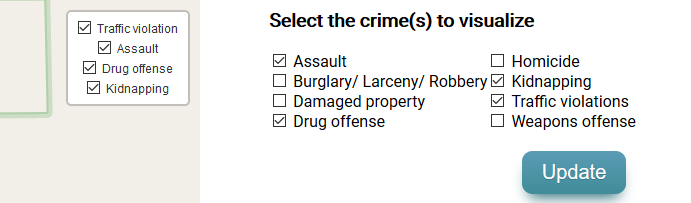 Traffic violation
Assault
Drug offense
Kidnapping
Select the crime(s) to visualize
Assault
Homicide
Burglary/ Larceny/ Robbery
Kidnapping
Damaged property
Traffic violations
Drug offense
Weapons offense
Update